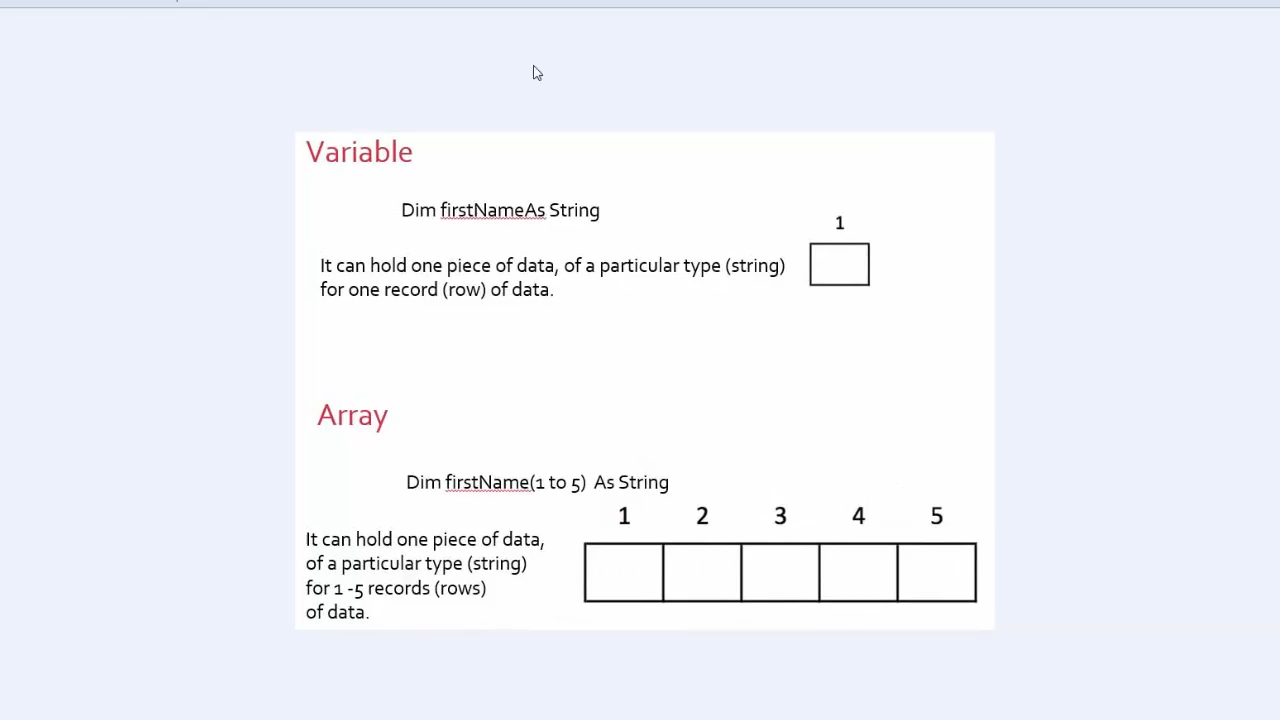 Variable
Dim firstNameAs String
1
It can hold one piece of data, of a particular type (string)
for one record (row) of data.
Array
Dim firstName(1 to 5)  As String
1 2 3 4 5
It can hold one piece of data,
of a particular type (string)
for 1 -5 records (rows)
of data.